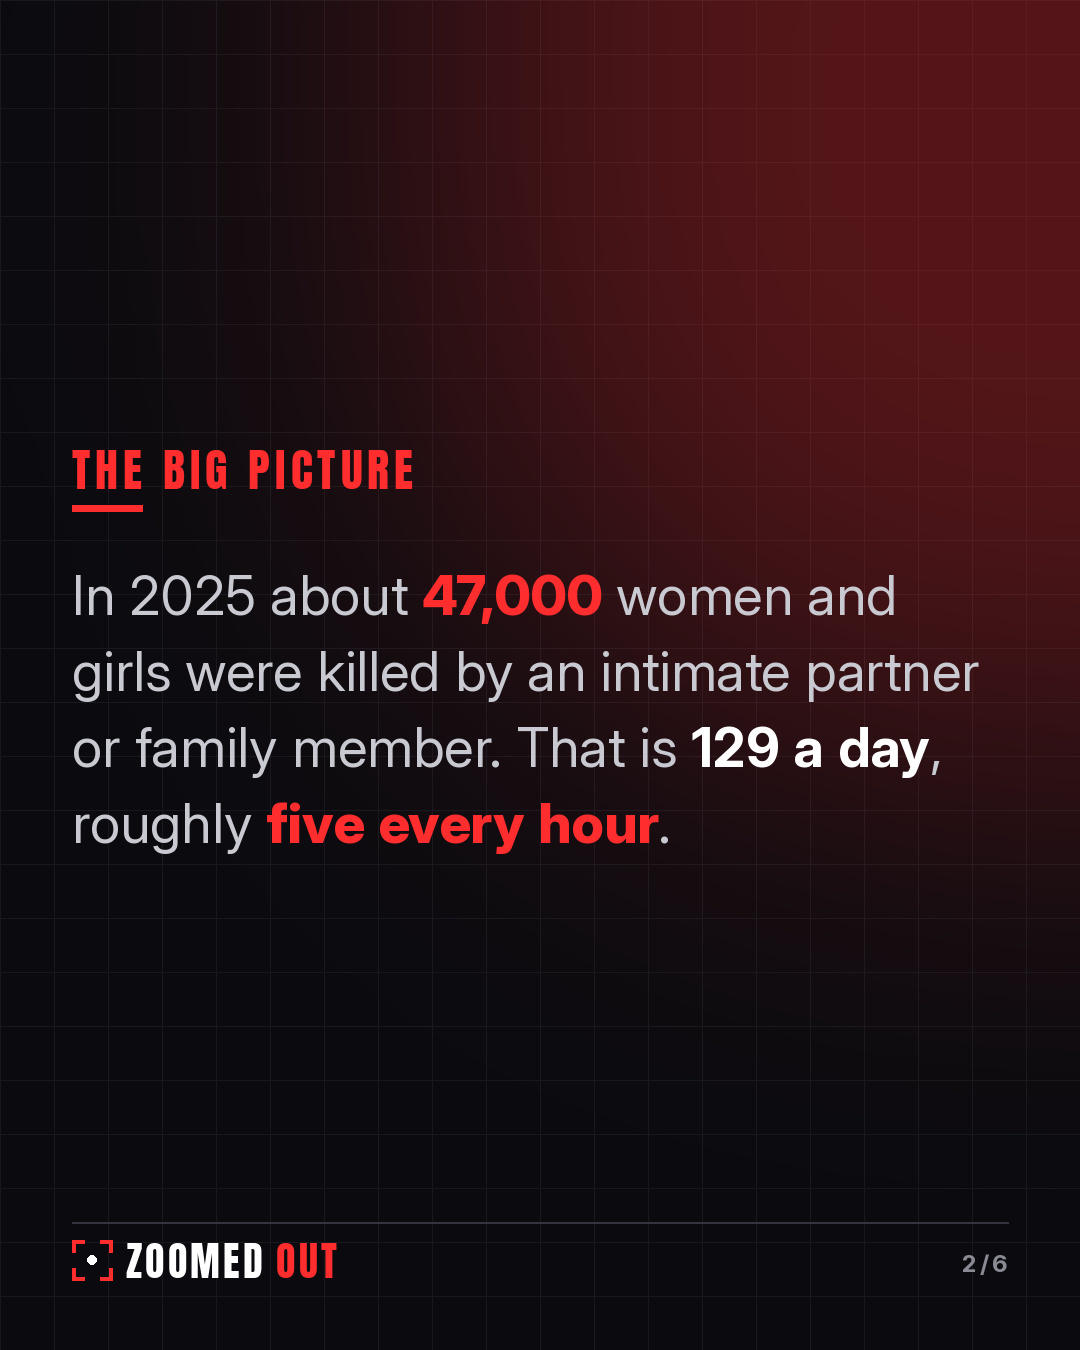 THE BIG PICTURE
In 2025 about 47,000 women and
girls were killed by an intimate partner
or family member. That is 129 a day,
roughly five every hour.
ZOOMED OUT
2/6